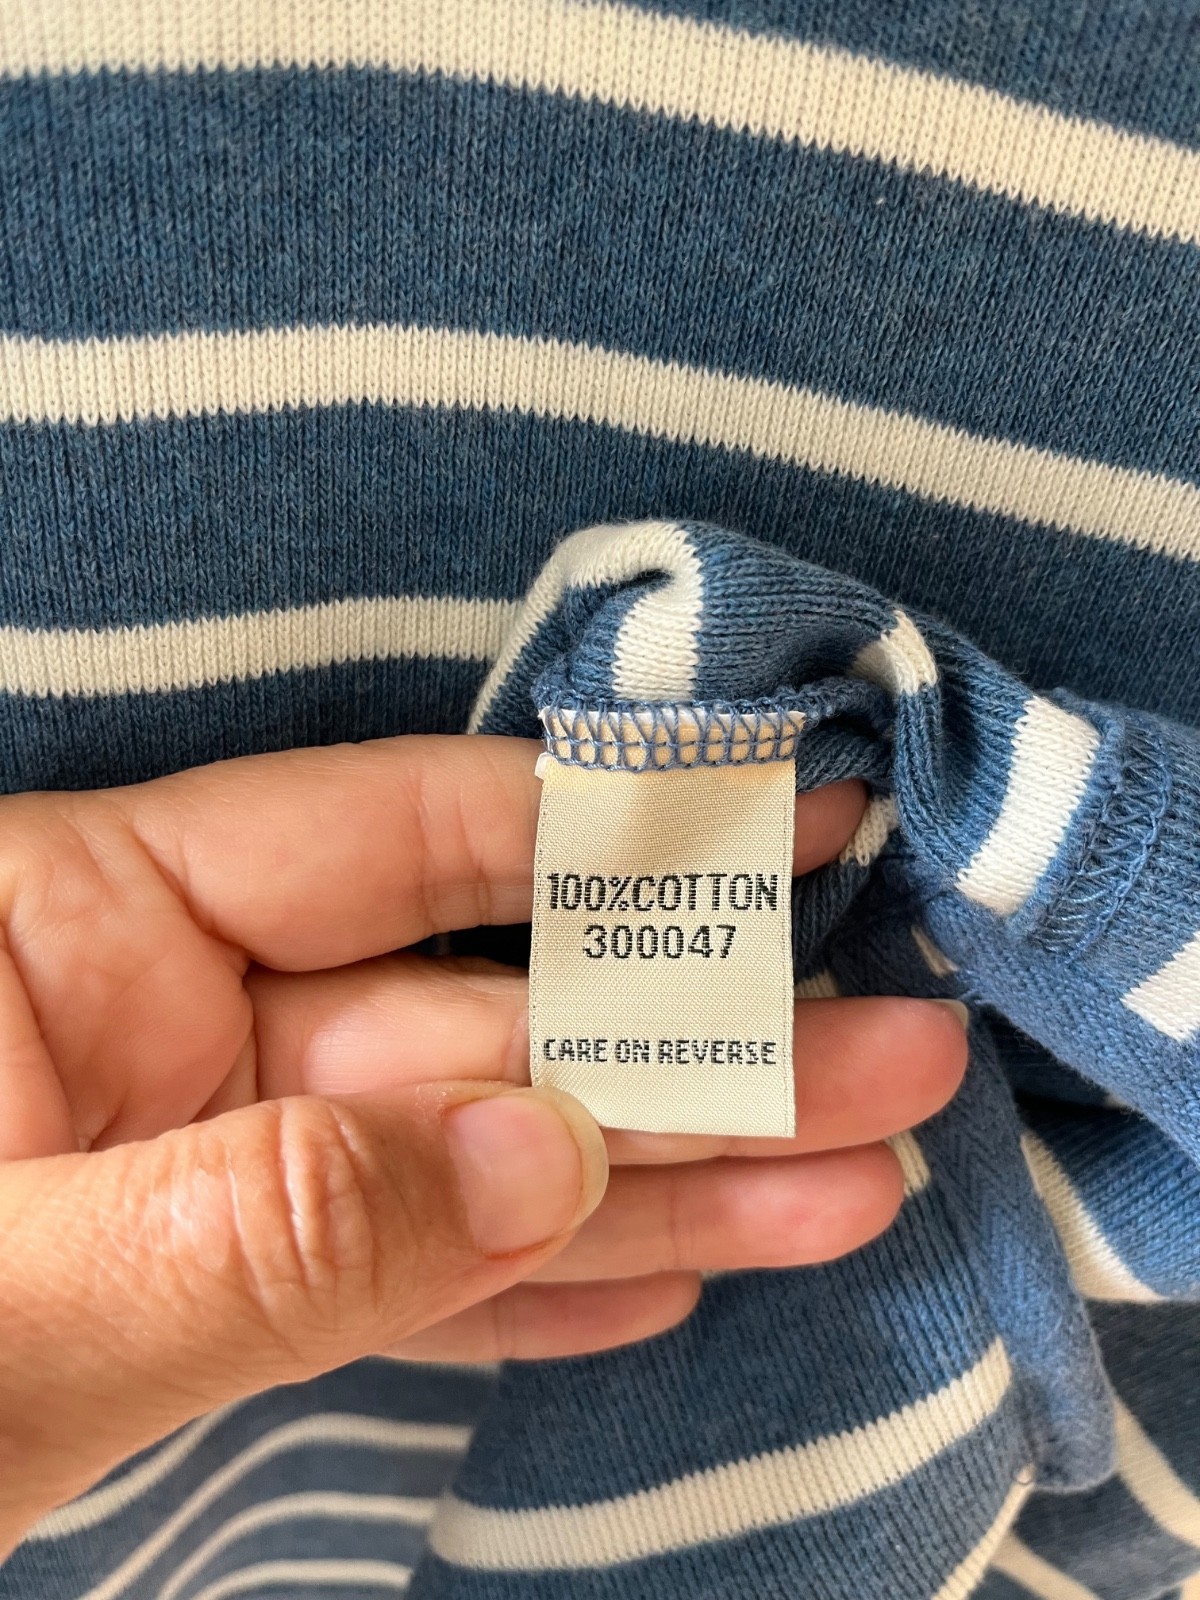 100%COTTON
300047
CARE ON REVERSE